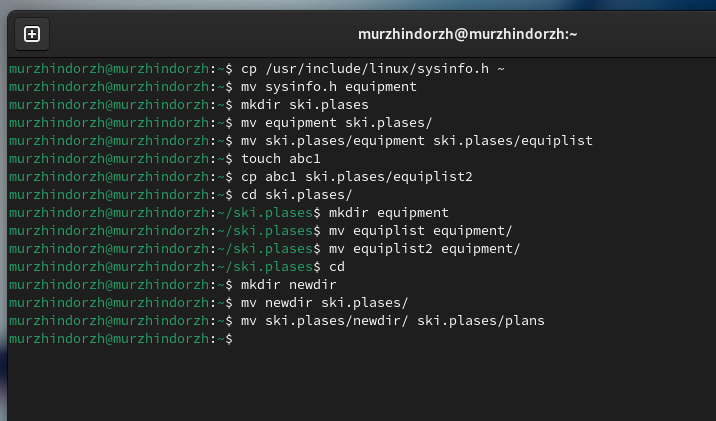 murzhindorzh@murzhindorzh:~
murzhindorzh@murzhindorzh:~$ cp /usr/include/linux/sysinfo.h ~
murzhindorzh@murzhindorzh:~$ mv sysinfo.h equipment
murzhindorzh@murzhindorzh:~$ mkdir ski.plases
murzhindorzh@murzhindorzh:~$ mv equipment ski.plases/
murzhindorzh@murzhindorzh:~$ mv ski.plases/equipment ski.plases/equiplist
murzhindorzh@murzhindorzh:~$ touch abc1
murzhindorzh@murzhindorzh:~$ cp abc1 ski.plases/equiplist2
murzhindorzh@murzhindorzh:~$ cd ski.plases/
murzhindorzh@murzhindorzh:~/ski.plases$ mkdir equipment
murzhindorzh@murzhindorzh:~/ski.plases$ mv equiplist equipment/
murzhindorzh@murzhindorzh:~/ski.plases$ mv equiplist2 equipment/
murzhindorzh@murzhindorzh:~/ski.plases$ cd
murzhindorzh@murzhindorzh:~$ mkdir newdir
murzhindorzh@murzhindorzh:~$ mv newdir ski.plases/
murzhindorzh@murzhindorzh:~$ mv ski.plases/newdir/ ski.plases/plans
murzhindorzh@murzhindorzh:~$